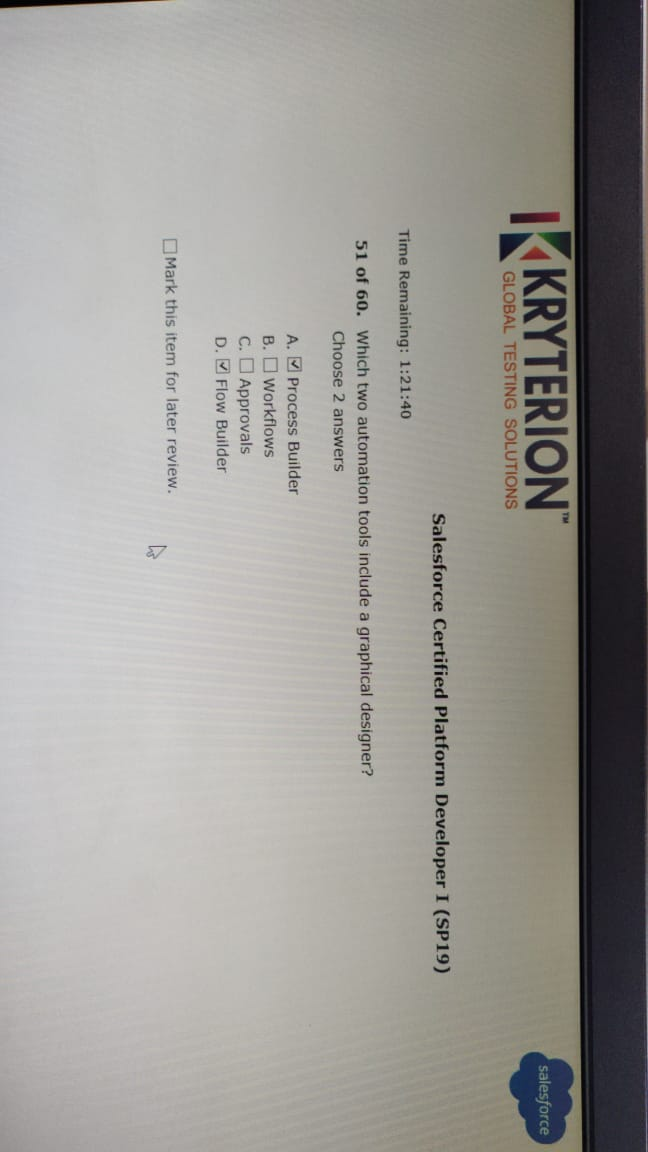 KRYTERION™
GLOBAL TESTING SOLUTIONS
salesforce
Salesforce Certified Platform Developer I (SP19)
Time Remaining: 1:21:40
51 of 60. Which two automation tools include a graphical designer?
Choose 2 answers
A. Process Builder
B. Workflows
C. Approvals
D. Flow Builder
Mark this item for later review.